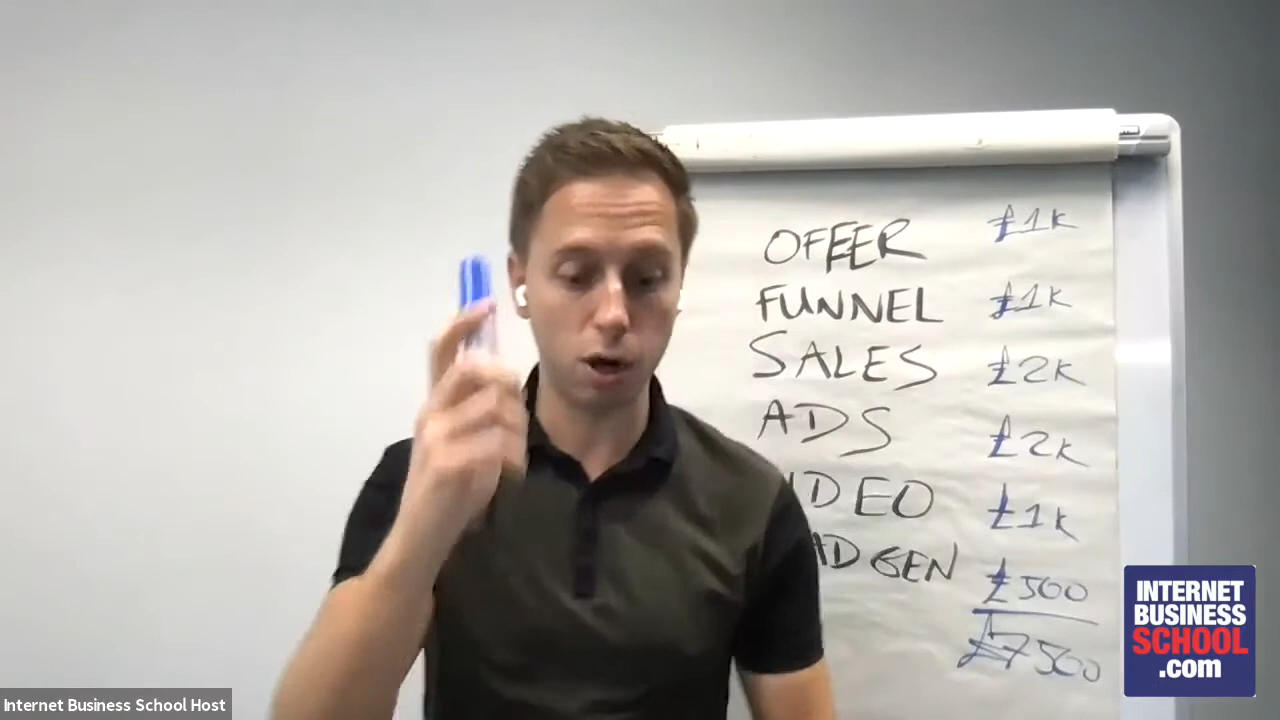 OFFER £1K
FUNNEL £1K
SALES £2K
ADS £2K
IDEO £1K
AD GEN £500
£7500
INTERNET
BUSINESS
SCHOOL
.com
Internet Business School Host